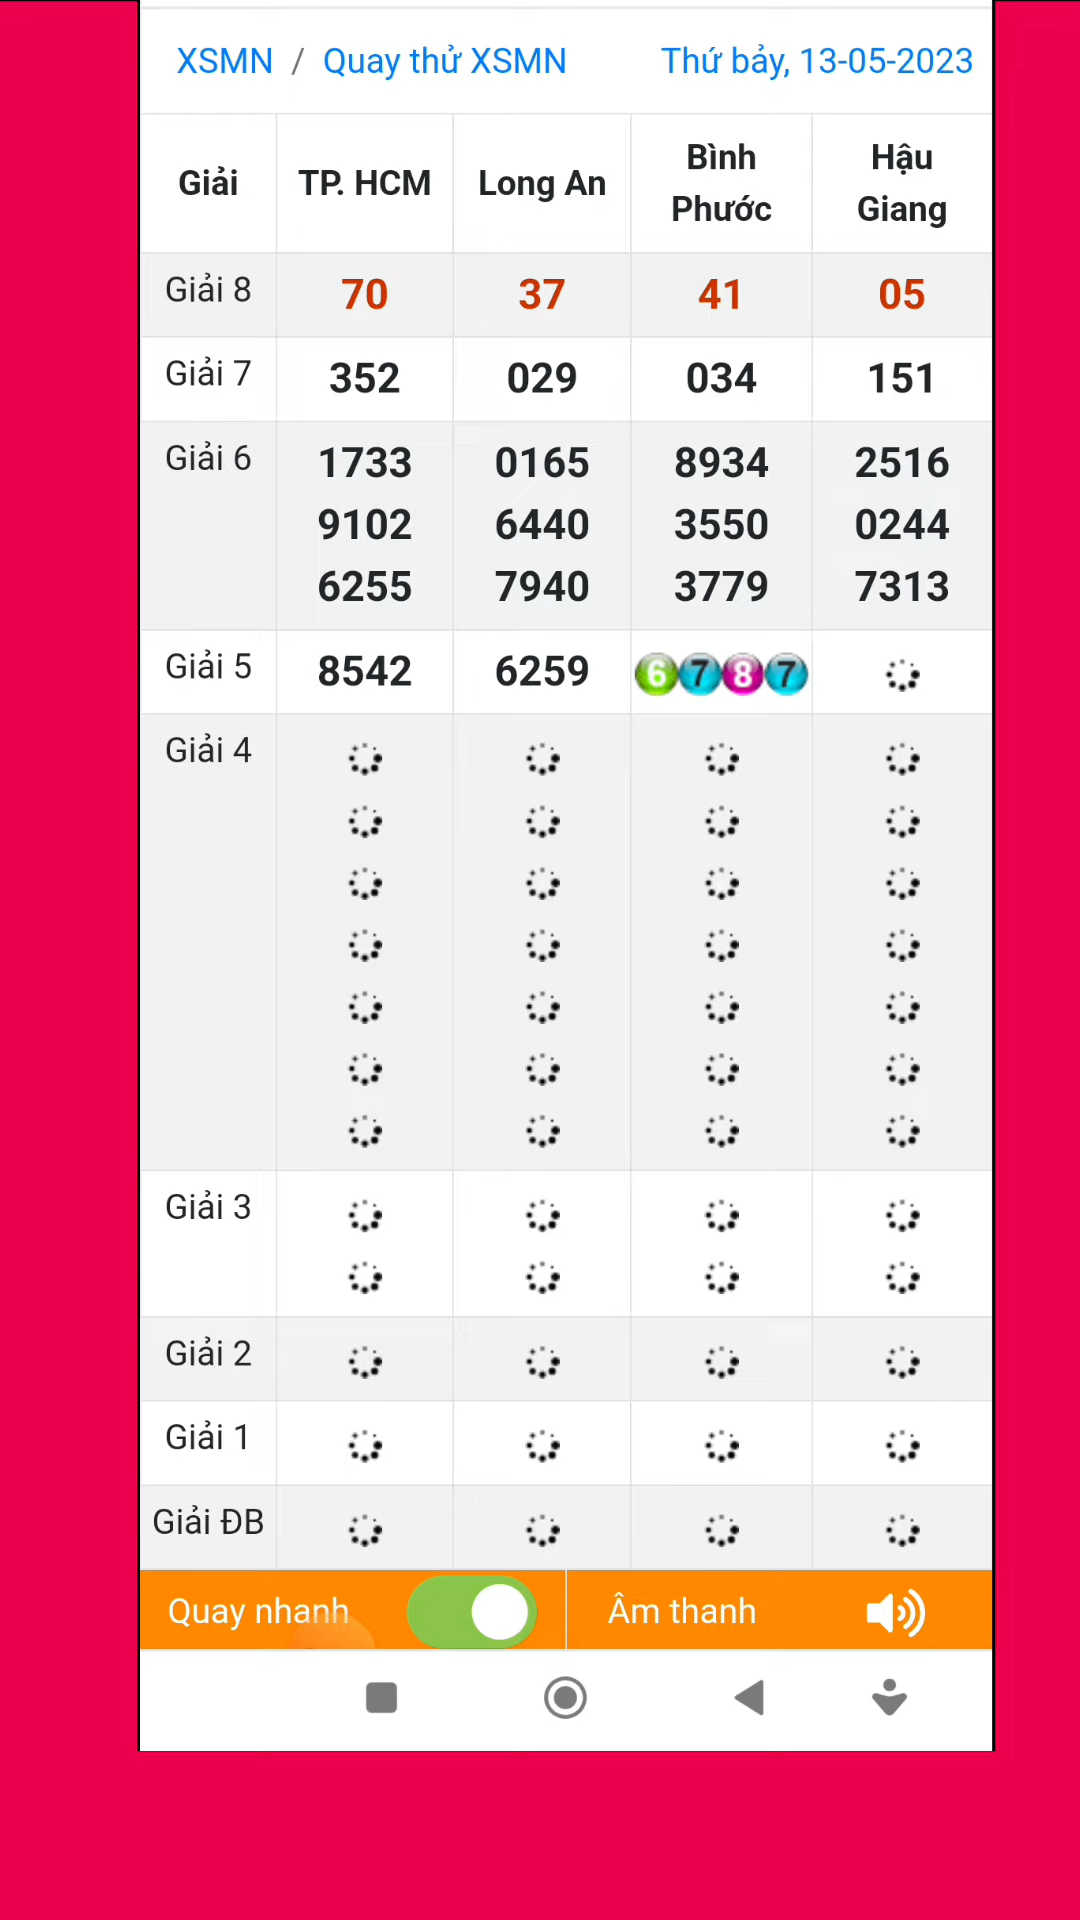 XSMN / Quay thử XSMN Thứ bảy, 13-05-2023
Giải TP. HCM Long An Bình Phước Hậu Giang
Giải 8 70 37 41 05
Giải 7 352 029 034 151
Giải 6 1733 0165 8934 2516
9102 6440 3550 0244
6255 7940 3779 7313
Giải 5 8542 6259 6787
Giải 4
Giải 3
Giải 2
Giải 1
Giải ĐB
Quay nhanh Âm thanh